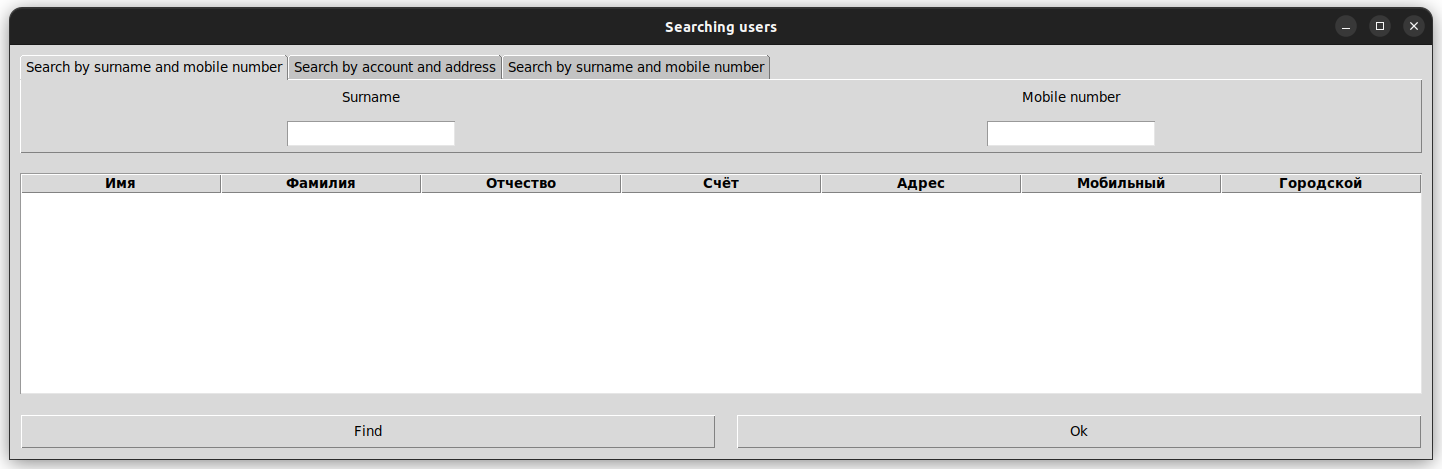 Searching users
Search by surname and mobile number Search by account and address Search by surname and mobile number
Surname Mobile number
Имя Фамилия Отчество Счёт Адрес Мобильный Городской
Find Ok